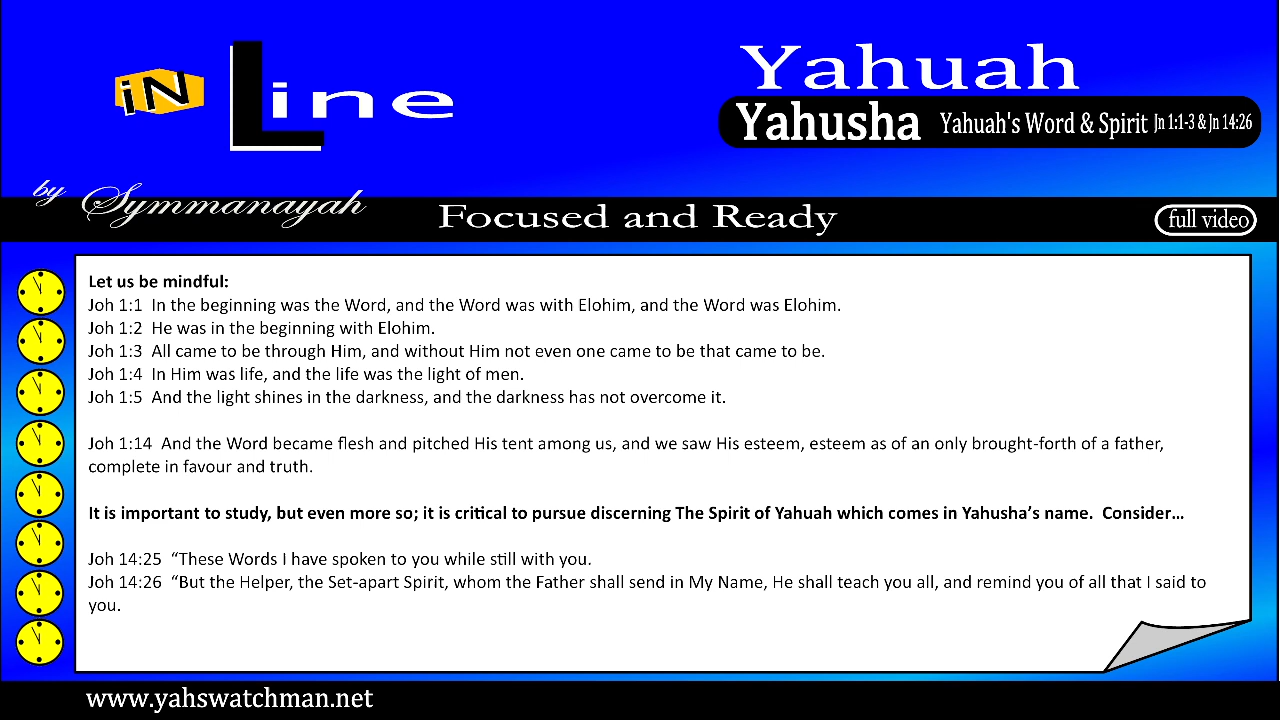 iN Line
Yahuah
Yahusha Yahuah's Word & Spirit Jn 1:1-3 & Jn 14:26
by Symmanayah
Focused and Ready
full video
Let us be mindful:
Joh 1:1 In the beginning was the Word, and the Word was with Elohim, and the Word was Elohim.
Joh 1:2 He was in the beginning with Elohim.
Joh 1:3 All came to be through Him, and without Him not even one came to be that came to be.
Joh 1:4 In Him was life, and the life was the light of men.
Joh 1:5 And the light shines in the darkness, and the darkness has not overcome it.
Joh 1:14 And the Word became flesh and pitched His tent among us, and we saw His esteem, esteem as of an only brought-forth of a father,
complete in favour and truth.
It is important to study, but even more so; it is critical to pursue discerning The Spirit of Yahuah which comes in Yahusha’s name. Consider…
Joh 14:25 “These Words I have spoken to you while still with you.
Joh 14:26 “But the Helper, the Set-apart Spirit, whom the Father shall send in My Name, He shall teach you all, and remind you of all that I said to
you.
www.yahswatchman.net